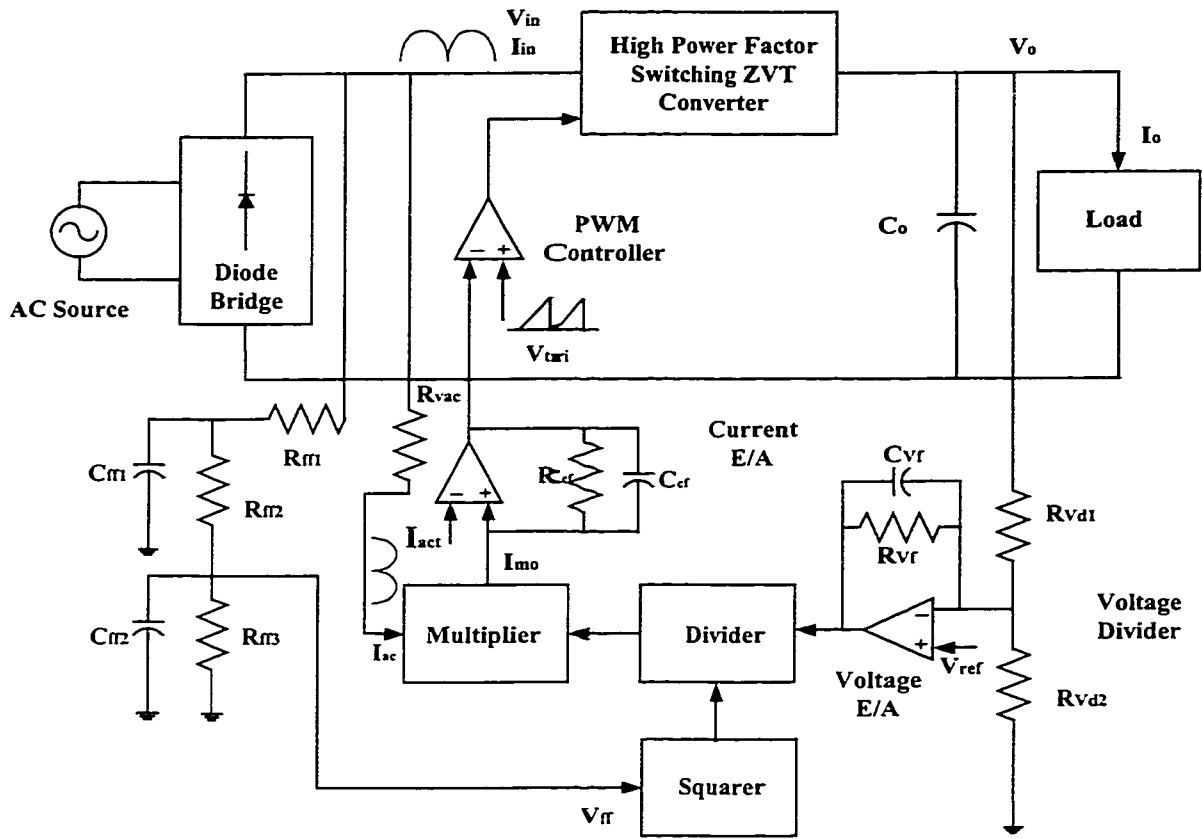 Vin
Iin
High Power Factor
Switching ZVT
Converter
Vo
Io
Load
Co
PWM
Controller
Diode
Bridge
AC Source
Vtari
Rvac
Current
E/A
Rff1
Cff1
Rff2
Rcf
Ccf
Cvf
Rvf
RVd1
Iact
Imo
Cff2
Rff3
Multiplier
Divider
Voltage
Divider
Iac
Vref
Voltage
E/A
RVd2
Squarer
Vff